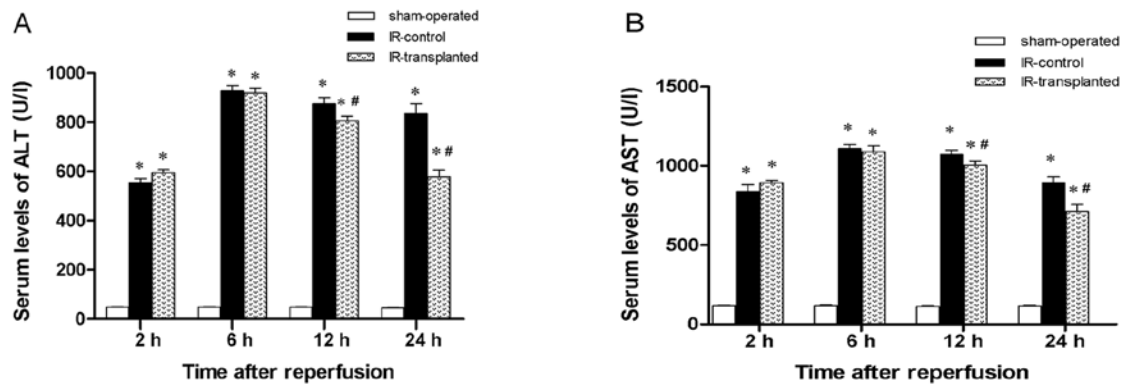 A
sham-operated
IR-control
IR-transplanted
Serum levels of ALT (U/l)
1000
800
600
400
200
0
* *
* *
* * #
* * #
2 h 6 h 12 h 24 h
Time after reperfusion
B
sham-operated
IR-control
IR-transplanted
Serum levels of AST (U/l)
1500
1000
500
0
* *
* *
* * #
* * #
2 h 6 h 12 h 24 h
Time after reperfusion